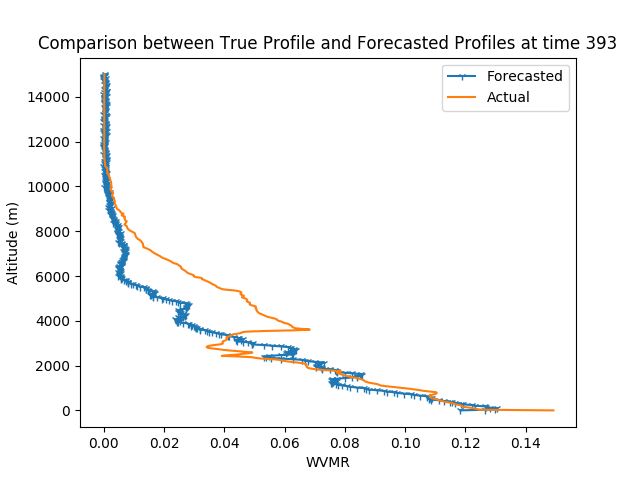 Comparison between True Profile and Forecasted Profiles at time 393
Forecasted
Actual
14000
12000
10000
8000
6000
4000
2000
0
Altitude (m)
0.00 0.02 0.04 0.06 0.08 0.10 0.12 0.14
WVMR